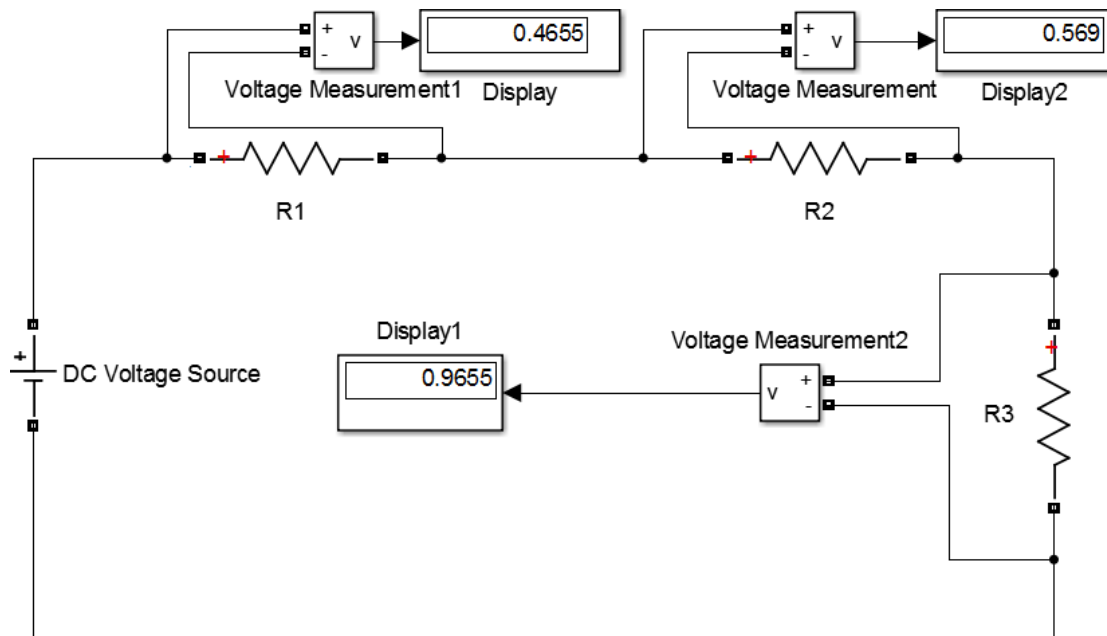 +
-
v
0.4655
Voltage Measurement1
Display
+
-
v
0.569
Voltage Measurement
Display2
+
R1
+
R2
+
DC Voltage Source
Display1
0.9655
Voltage Measurement2
v
+
-
+
R3